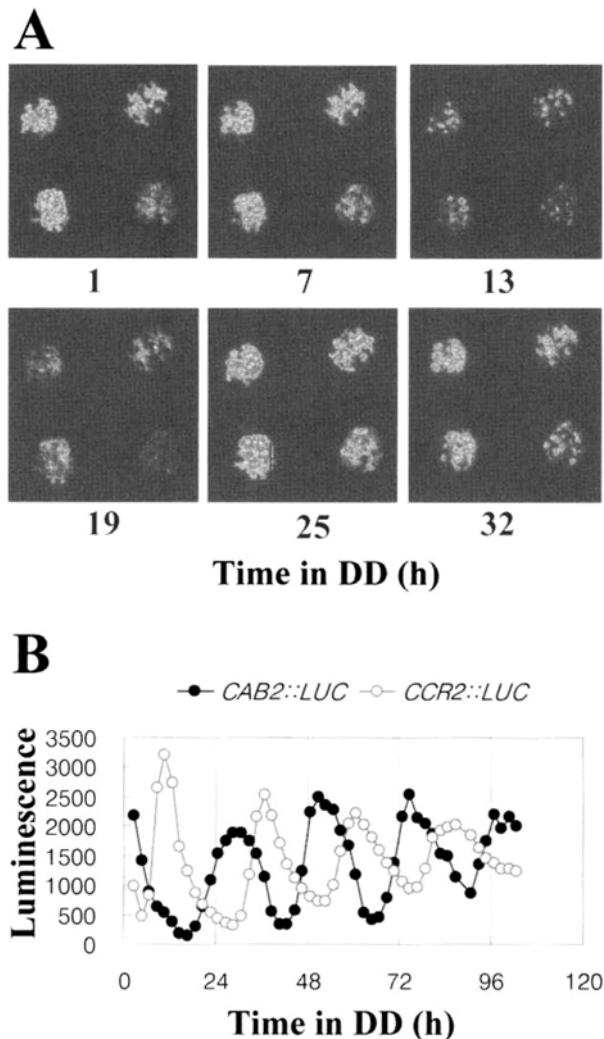 A
1 7 13
19 25 32
Time in DD (h)
B
CAB2::LUC CCR2::LUC
3500
3000
2500
2000
1500
1000
500
0
Luminescence
0 24 48 72 96 120
Time in DD (h)